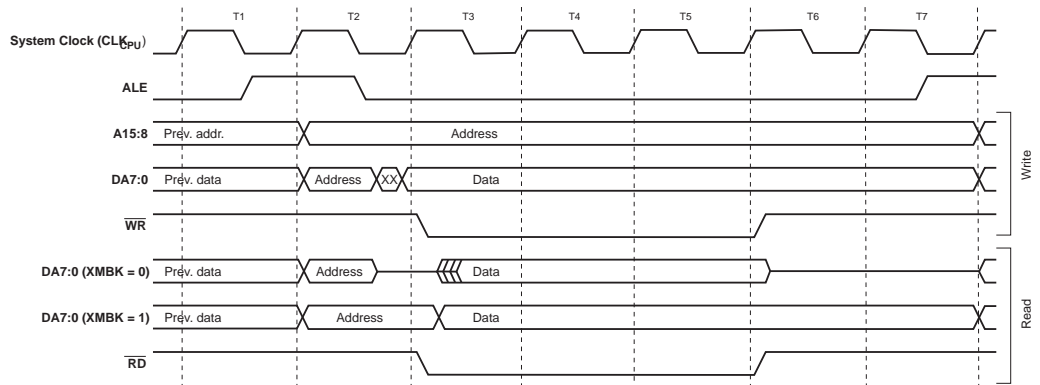 T1 T2 T3 T4 T5 T6 T7
System Clock (CLKCPU)
ALE
A15:8 Prev. addr. Address
DA7:0 Prev. data Address XX Data
WR
Write
DA7:0 (XMBK = 0) Prev. data Address Data
DA7:0 (XMBK = 1) Prev. data Address Data
RD
Read